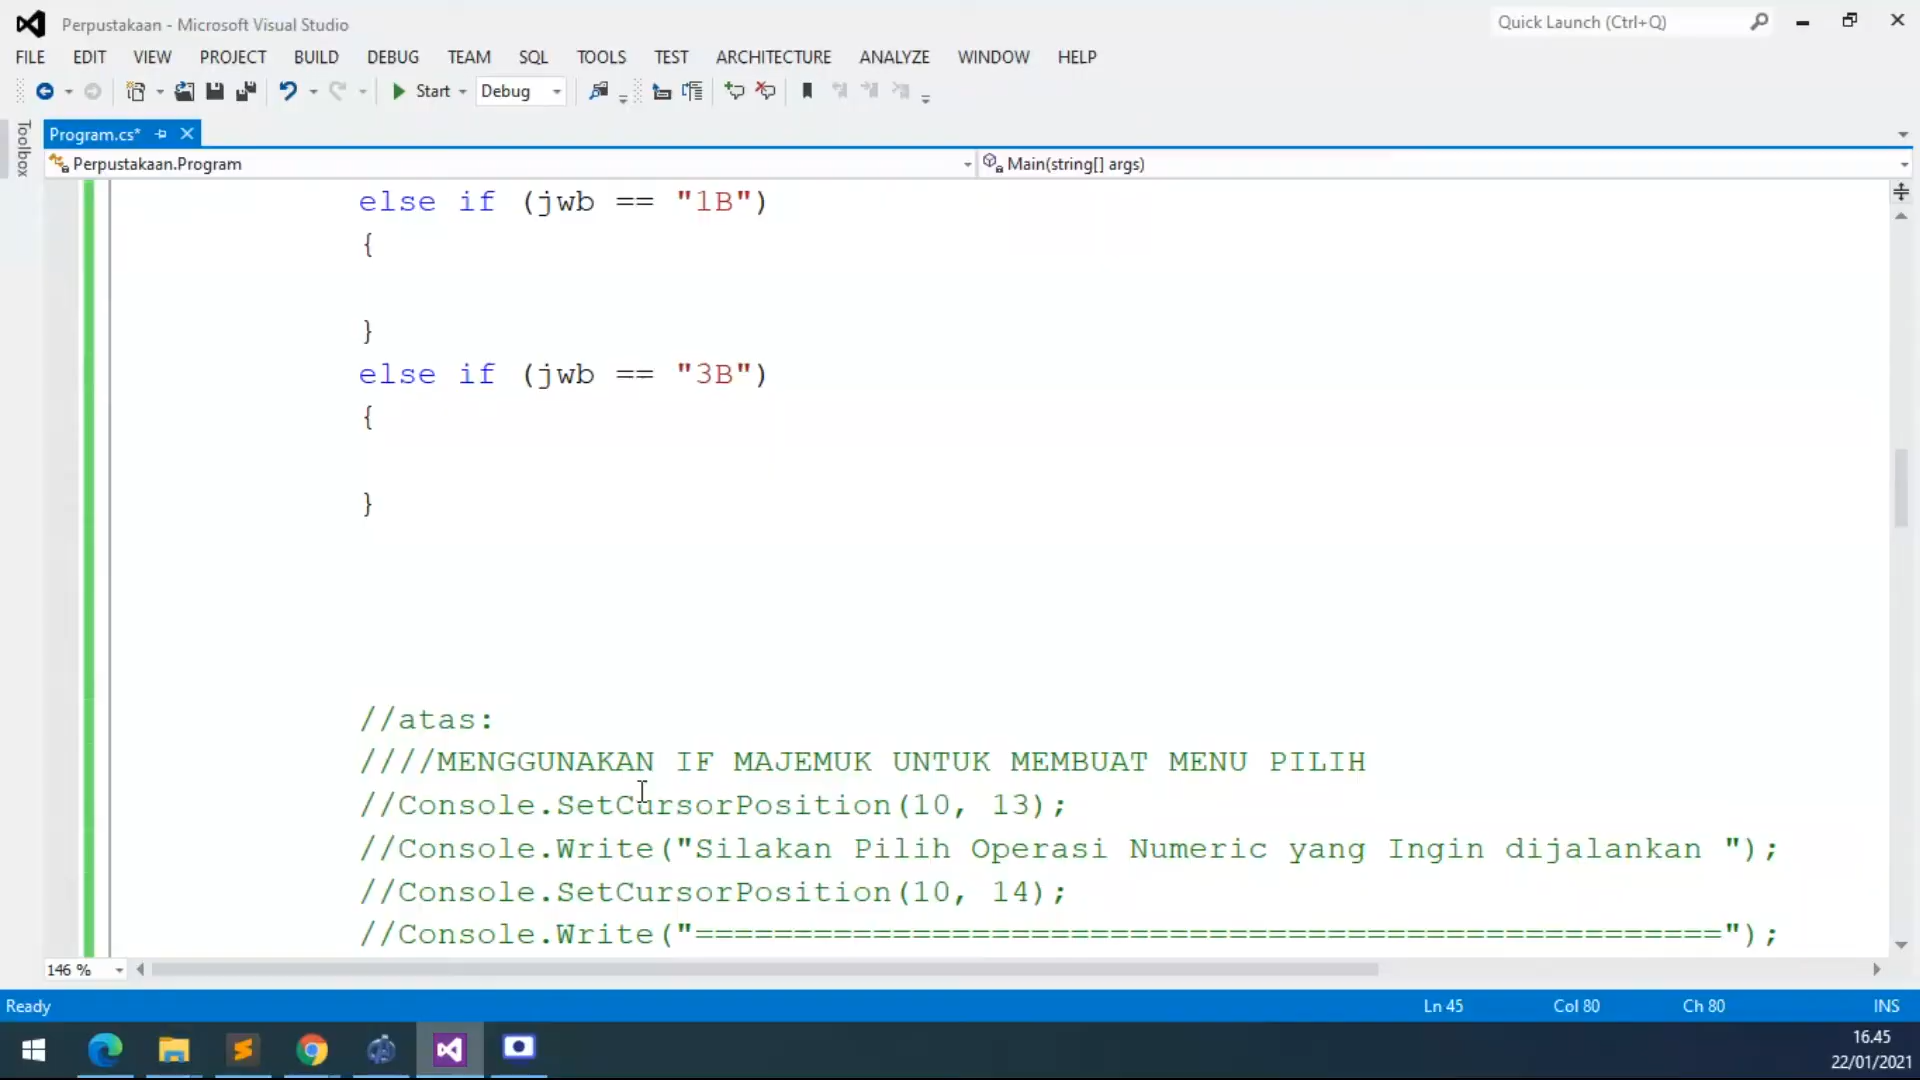 Perpustakaan - Microsoft Visual Studio
Quick Launch (Ctrl+Q)
FILE EDIT VIEW PROJECT BUILD DEBUG TEAM SQL TOOLS TEST ARCHITECTURE ANALYZE WINDOW HELP
Start Debug
Toolbox
Program.cs*
Perpustakaan.Program
Main(string[] args)
else if (jwb == "1B")
{
}
else if (jwb == "3B")
{
}
//atas:
////MENGGUNAKAN IF MAJEMUK UNTUK MEMBUAT MENU PILIH
//Console.SetCursorPosition(10, 13);
//Console.Write("Silakan Pilih Operasi Numeric yang Ingin dijalankan ");
//Console.SetCursorPosition(10, 14);
//Console.Write("====================================================");
146 %
Ready
Ln 45 Col 80 Ch 80 INS
16.45
22/01/2021